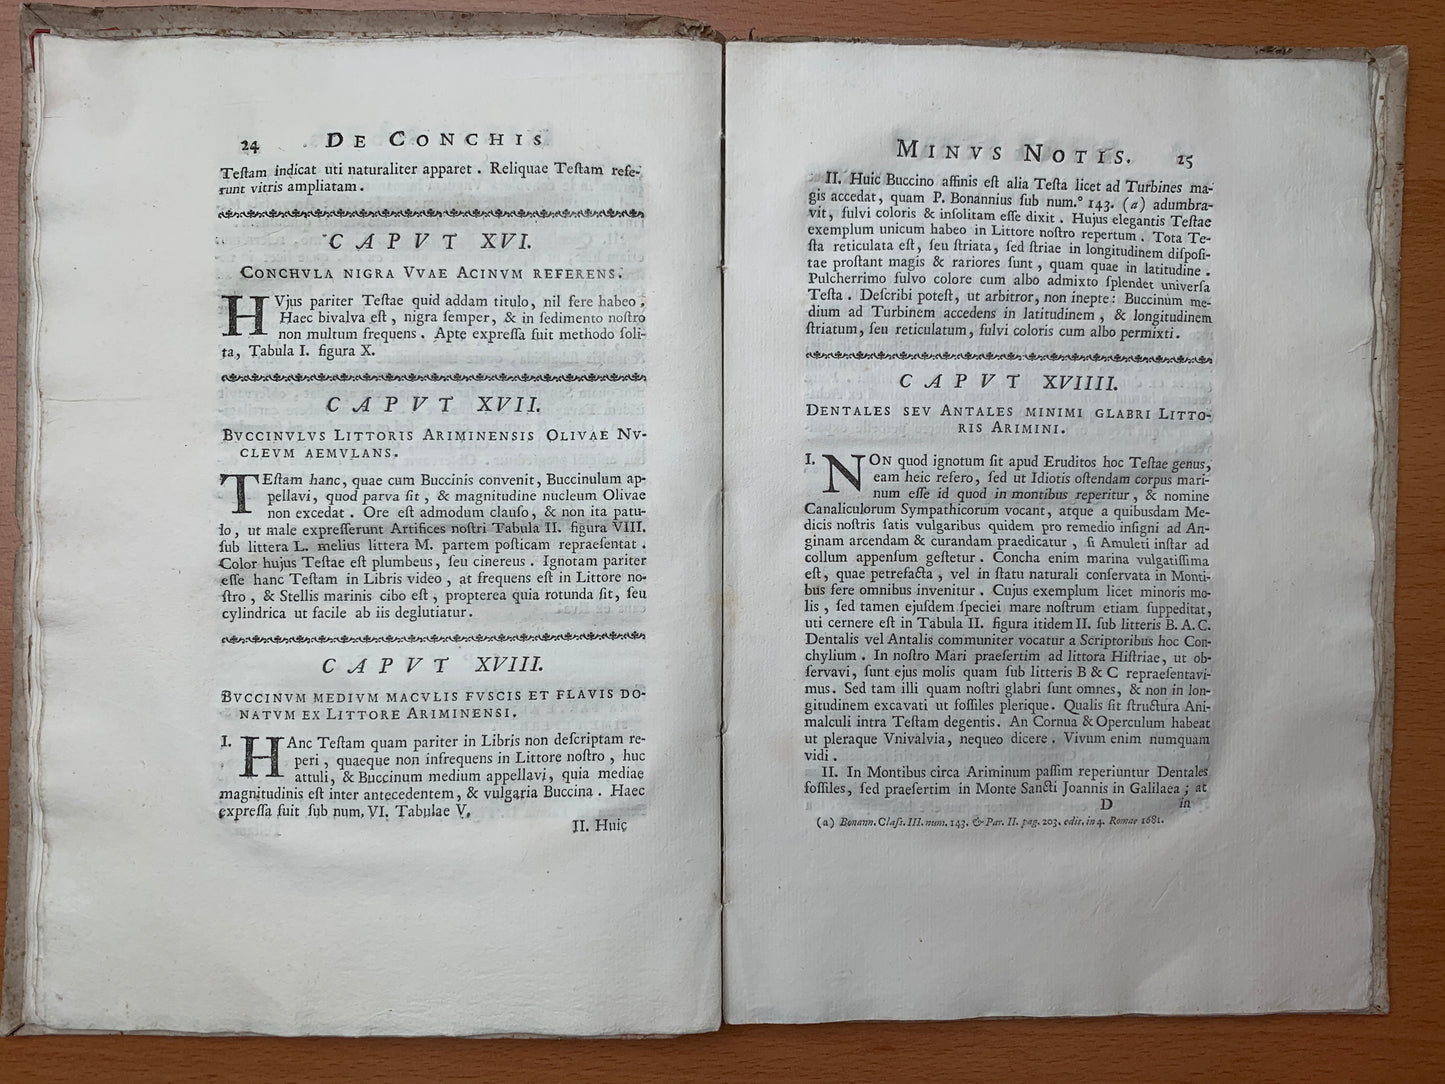 24 DE CONCHIS
Teſtam indicat uti naturaliter apparet . Reliquae Teſtam refe-
runt vitris ampliatam .
CAPVT XVI.
CONCHVLA NIGRA VVAE ACINVM REFERENS.
HVjus pariter Teſtae quid addam titulo, nil fere habeo .
Haec bivalva eſt , nigra ſemper, & in ſedimento noſtro
non multum frequens . Apte expreſſa fuit methodo ſoli-
ta, Tabula I. figura X.
CAPVT XVII.
BVCCINVLVS LITTORIS ARIMINENSIS OLIVAE NV-
CLEVM AEMVLANS.
TEſtam hanc, quae cum Buccinis convenit, Buccinulum ap-
pellavi, quod parva ſit , & magnitudine nucleum Olivae
non excedat . Ore eſt admodum clauſo, & non ita patu-
lo , ut male expreſſerunt Artifices noſtri Tabula II. figura VIII.
ſub littera L. melius littera M. partem poſticam repraeſentat .
Color hujus Teſtae eſt plumbeus, ſeu cinereus . Ignotam pariter
eſſe hanc Teſtam in Libris video , at frequens eſt in Littore no-
ſtro , & Stellis marinis cibo eſt , propterea quia rotunda ſit, ſeu
cylindrica ut facile ab iis deglutiatur .
CAPVT XVIII.
BVCCINVM MEDIVM MACVLIS FVSCIS ET FLAVIS DO-
NATVM EX LITTORE ARIMINENSI.
I. HAnc Teſtam quam pariter in Libris non deſcriptam re-
peri , quaeque non infrequens in Littore noſtro , huc
attuli, & Buccinum medium appellavi, quia mediae
magnitudinis eſt inter antecedentem, & vulgaria Buccina . Haec
expreſſa fuit ſub num. VI. Tabulae V.
II. Huic
MINVS NOTIS. 25
II. Huic Buccino affinis eſt alia Teſta licet ad Turbines ma-
gis accedat, quam P. Bonannius ſub num.° 143. (a) adumbra-
vit, fulvi coloris & inſolitam eſſe dixit . Hujus elegantis Teſtae
exemplum unicum habeo in Littore noſtro repertum . Tota Te-
ſta reticulata eſt, ſeu ſtriata, ſed ſtriae in longitudinem diſpoſi-
tae proſtant magis & rariores ſunt , quam quae in latitudine .
Pulcherrimo fulvo colore cum albo admixto ſplendet univerſa
Teſta . Deſcribi poteſt, ut arbitror, non inepte: Buccinum me-
dium ad Turbinem accedens in latitudinem , & longitudinem
ſtriatum, ſeu reticulatum, fulvi coloris cum albo permixti.
CAPVT XVIIII.
DENTALES SEV ANTALES MINIMI GLABRI LITTO-
RIS ARIMINI.
I. NON quod ignotum ſit apud Eruditos hoc Teſtae genus,
eam heic refero, ſed ut Idiotis oſtendam corpus mari-
num eſſe id quod in montibus reperitur, & nomine
Canaliculorum Sympathicorum vocant, atque a quibuſdam Me-
dicis noſtris ſatis vulgaribus quidem pro remedio inſigni ad An-
ginam arcendam & curandam praedicatur , ſi Amuleti inſtar ad
collum appenſum geſtetur . Concha enim marina vulgatiſſima
eſt , quae petrefacta , vel in ſtatu naturali conſervata in Monti-
bus fere omnibus invenitur . Cujus exemplum licet minoris mo-
lis , ſed tamen ejuſdem ſpeciei mare noſtrum etiam ſuppeditat,
uti cernere eſt in Tabula II. figura itidem II. ſub litteris B. A. C.
Dentalis vel Antalis communiter vocatur a Scriptoribus hoc Con-
chylium . In noſtro Mari praeſertim ad littora Hiſtriae, ut ob-
ſervavi, ſunt ejus molis quam ſub litteris B & C repraeſentavi-
mus. Sed tam illi quam noſtri glabri ſunt omnes, & non in lon-
gitudinem excavati ut foſſiles plerique. Qualis ſit ſtructura Ani-
malculi intra Teſtam degentis. An Cornua & Operculum habeat
ut pleraque Vnivalvia, nequeo dicere . Vivum enim numquam
vidi .
II. In Montibus circa Ariminum paſſim reperiuntur Dentales
foſſiles, ſed praeſertim in Monte Sancti Joannis in Galilaea ; at
D in
(a) Bonann. Claſſ. III. num. 143. & Par. II. pag. 203. edit. in 4. Romae 1681.